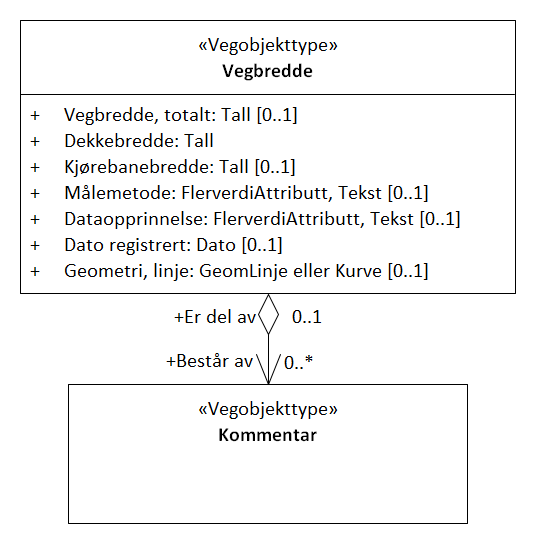 «Vegobjekttype»
Vegbredde
+ Vegbredde, totalt: Tall [0..1]
+ Dekkebredde: Tall
+ Kjørebanebredde: Tall [0..1]
+ Målemetode: FlerverdiAttributt, Tekst [0..1]
+ Dataopprinnelse: FlerverdiAttributt, Tekst [0..1]
+ Dato registrert: Dato [0..1]
+ Geometri, linje: GeomLinje eller Kurve [0..1]
+Er del av 0..1
+Består av 0..*
«Vegobjekttype»
Kommentar